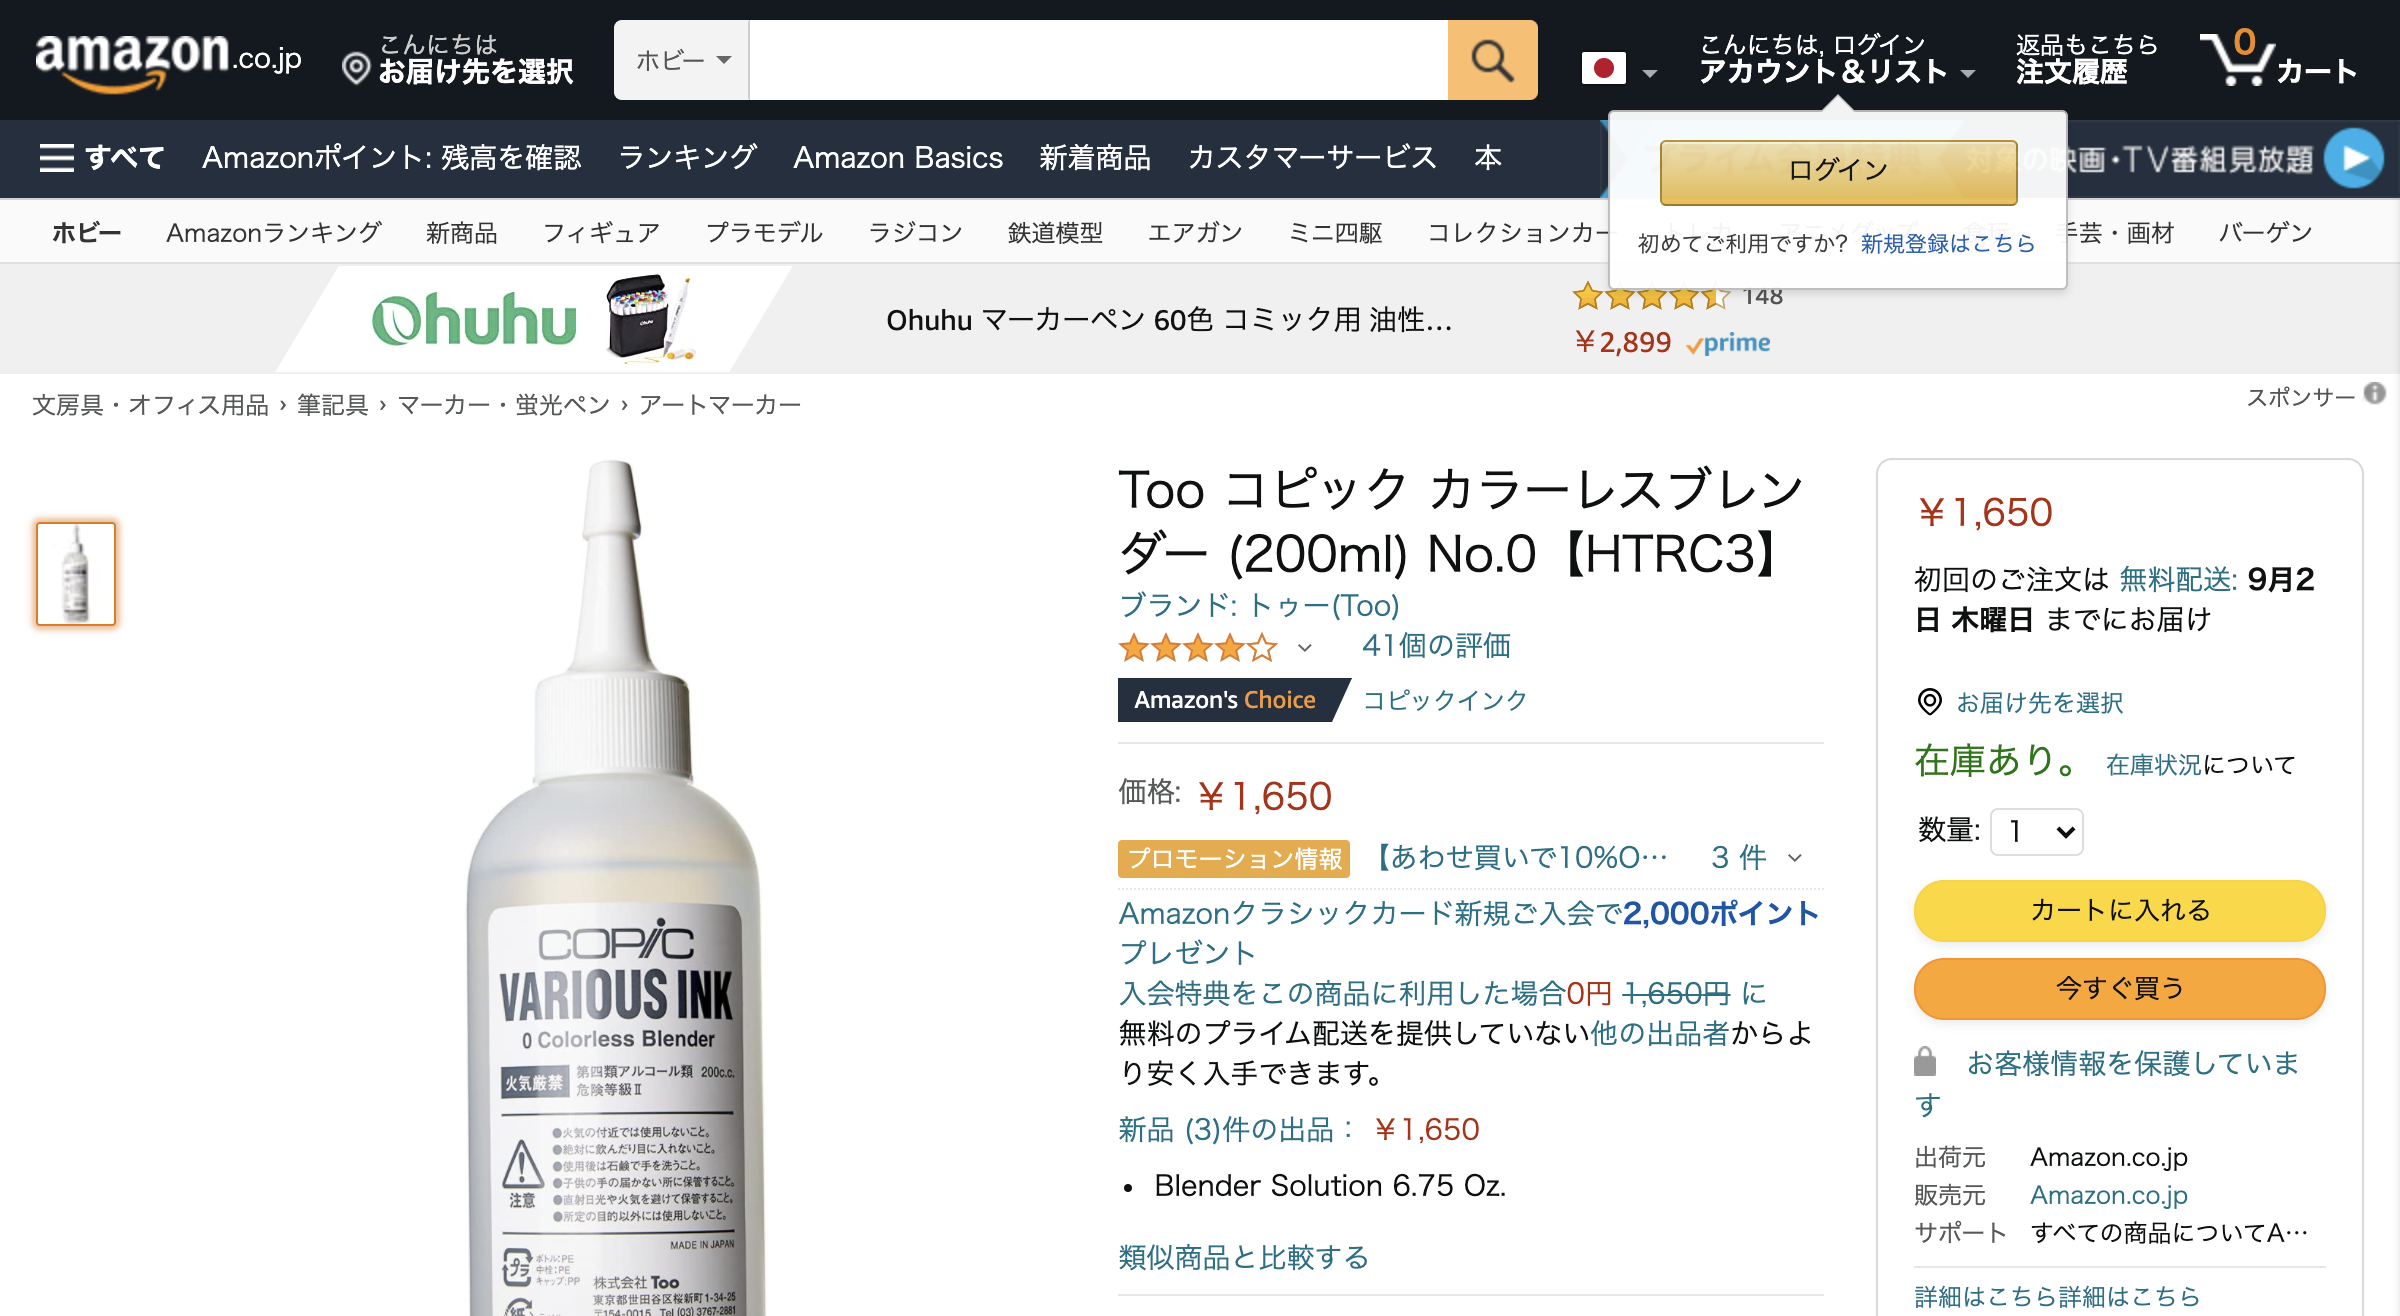 amazon.co.jp
こんにちは
お届け先を選択
ホビー
こんにちは, ログイン
アカウント＆リスト
返品もこちら
注文履歴
0
カート
すべて
Amazonポイント: 残高を確認
ランキング
Amazon Basics
新着商品
カスタマーサービス
本
の映画・TV番組見放題
ログイン
初めてご利用ですか? 新規登録はこちら
ホビー
Amazonランキング
新商品
フィギュア
プラモデル
ラジコン
鉄道模型
エアガン
ミニ四駆
コレクションカー
手芸・画材
バーゲン
Ohuhu
Ohuhu マーカーペン 60色 コミック用 油性...
148
￥2,899 prime
スポンサー
文房具・オフィス用品 › 筆記具 › マーカー・蛍光ペン › アートマーカー
Too コピック カラーレスブレン
ダー (200ml) No.0【HTRC3】
ブランド: トゥー(Too)
41個の評価
Amazon's Choice コピックインク
価格: ￥1,650
プロモーション情報 【あわせ買いで10%O… 3 件
Amazonクラシックカード新規ご入会で2,000ポイント
プレゼント
入会特典をこの商品に利用した場合0円 1,650円 に
無料のプライム配送を提供していない他の出品者からよ
り安く入手できます。
新品 (3)件の出品： ￥1,650
• Blender Solution 6.75 Oz.
類似商品と比較する
￥1,650
初回のご注文は 無料配送: 9月2
日 木曜日 までにお届け
お届け先を選択
在庫あり。 在庫状況について
数量: 1
カートに入れる
今すぐ買う
お客様情報を保護していま
す
出荷元 Amazon.co.jp
販売元 Amazon.co.jp
サポート すべての商品についてA…
詳細はこちら詳細はこちら
COPIC
VARIOUS INK
0 Colorless Blender
火気厳禁
第四類アルコール類 200c.c.
危険等級Ⅱ
注意
●火気の付近では使用しないこと。
●絶対に飲んだり目に入れないこと。
●使用後は石鹸で手を洗うこと。
●子供の手の届かない所に保管すること。
●直射日光や火気を避けて保管すること。
●所定の目的以外には使用しないこと。
MADE IN JAPAN
プラ
ボトル:PE
中栓:PE
キャップ:PP
株式会社 Too
東京都世田谷区桜新町1-34-25
〒154-0015 Tel (03) 3767-2881